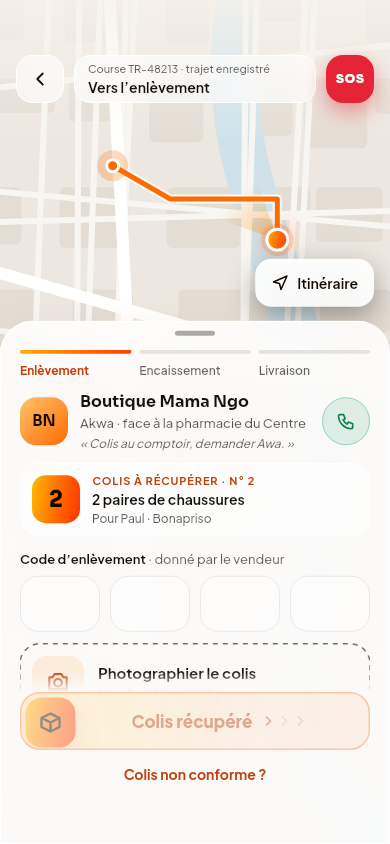 Course TR-48213 · trajet enregistré
Vers l’enlèvement
SOS
Itinéraire
Enlèvement
Encaissement
Livraison
BN
Boutique Mama Ngo
Akwa · face à la pharmacie du Centre
« Colis au comptoir, demander Awa. »
2
COLIS À RÉCUPÉRER · N° 2
2 paires de chaussures
Pour Paul · Bonapriso
Code d’enlèvement · donné par le vendeur
Photographier le colis
Colis récupéré
Colis non conforme ?